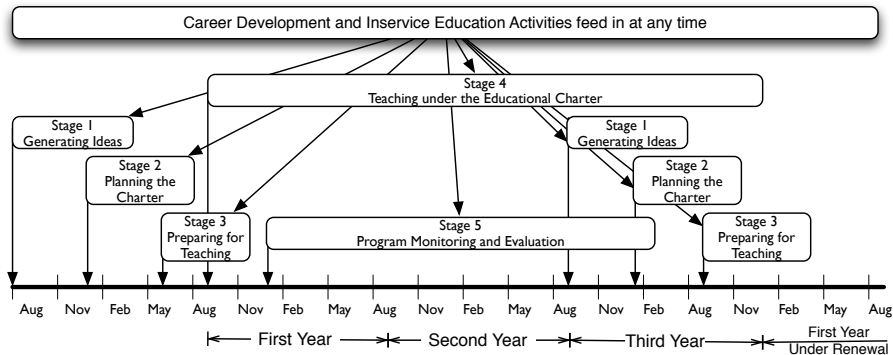 Career Development and Inservice Education Activities feed in at any time
Stage 4
Teaching under the Educational Charter
Stage 1
Generating Ideas
Stage 1
Generating Ideas
Stage 2
Planning the
Charter
Stage 2
Planning the
Charter
Stage 3
Preparing for
Teaching
Stage 5
Program Monitoring and Evaluation
Stage 3
Preparing for
Teaching
Aug Nov Feb May Aug Nov Feb May Aug Nov Feb May Aug Nov Feb May Aug Nov Feb May Aug
First Year Second Year Third Year First Year
Under Renewal